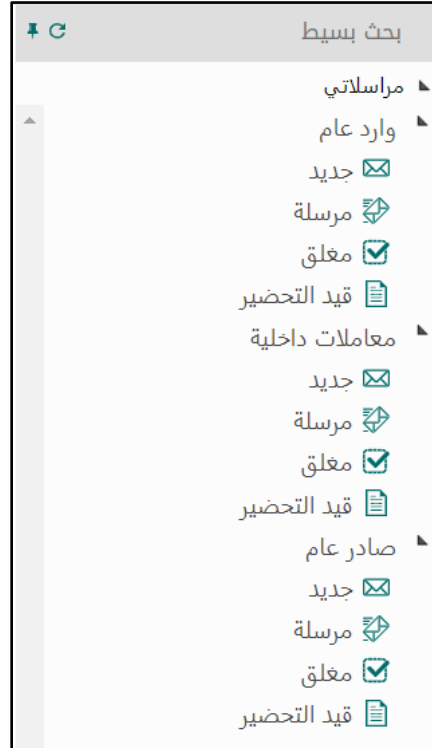 بحث بسيط
مراسلاتي
وارد عام
جديد
مرسلة
مغلق
قيد التحضير
معاملات داخلية
جديد
مرسلة
مغلق
قيد التحضير
صادر عام
جديد
مرسلة
مغلق
قيد التحضير